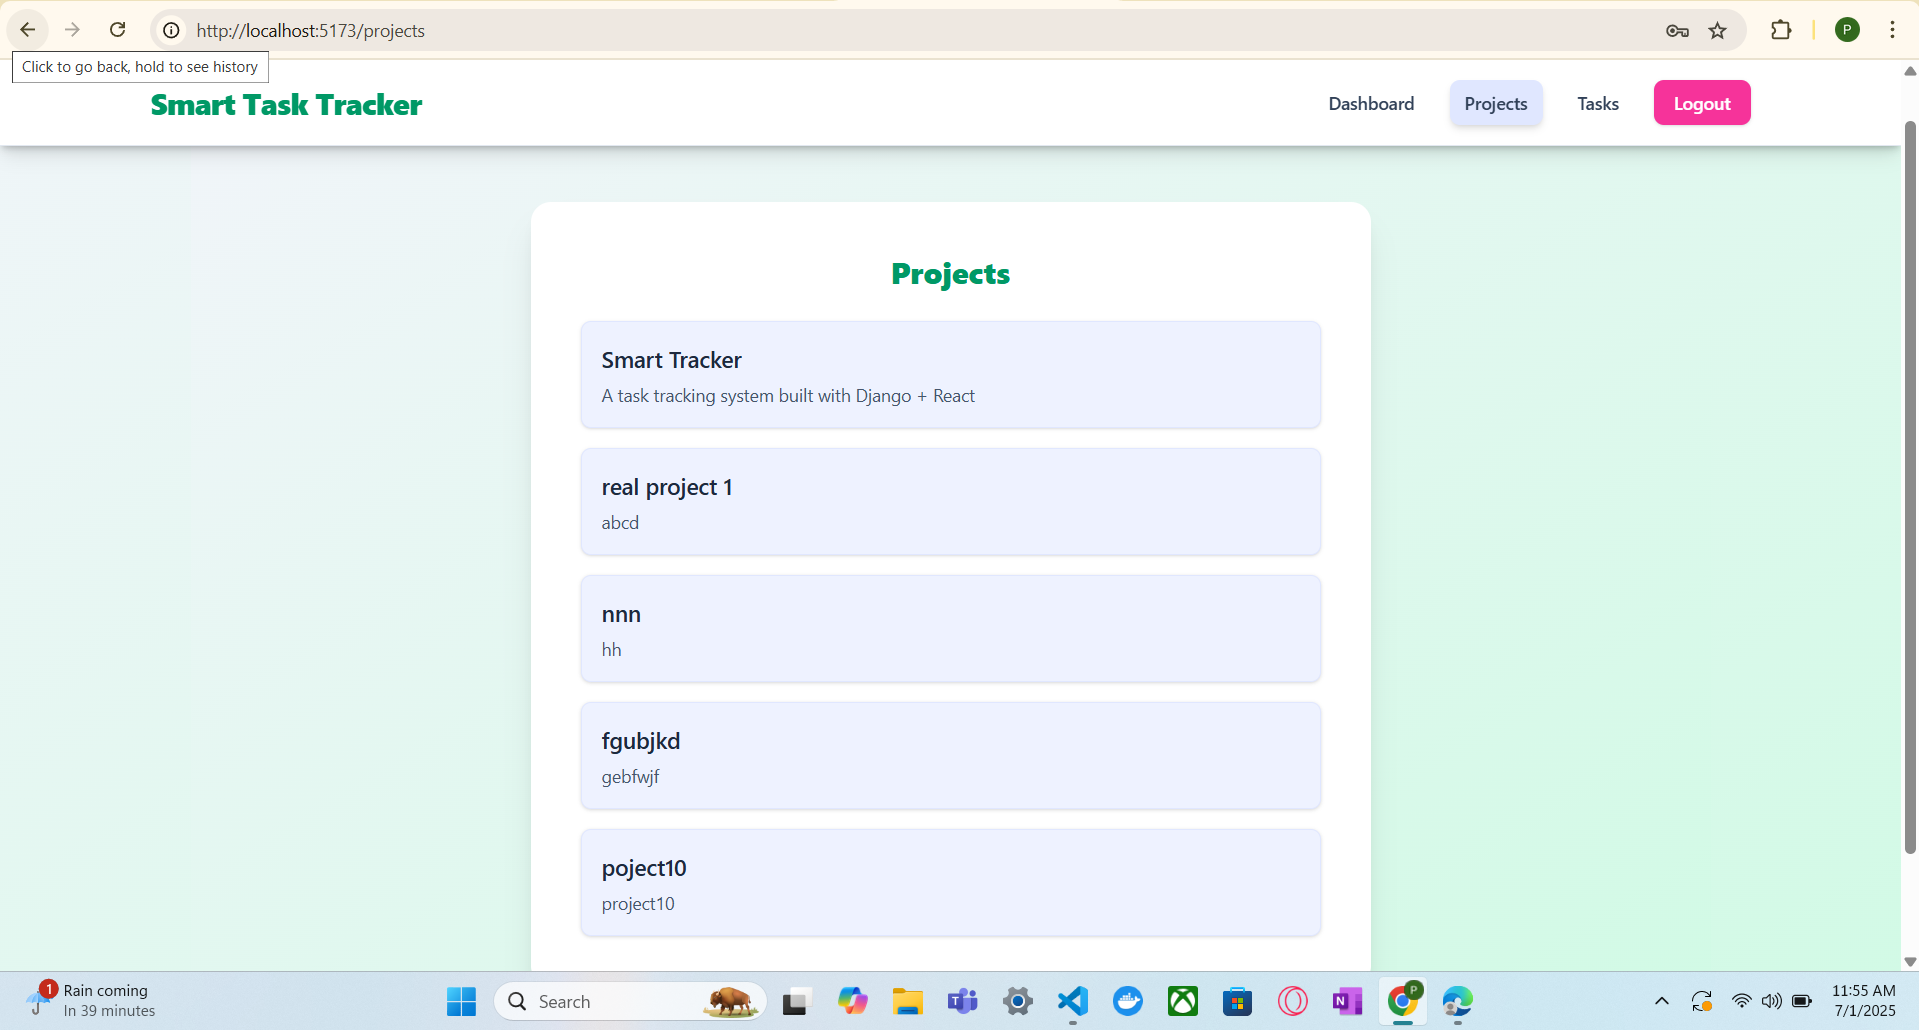 http://localhost:5173/projects
P
Click to go back, hold to see history
Smart Task Tracker
Dashboard
Projects
Tasks
Logout
Projects
Smart Tracker
A task tracking system built with Django + React
real project 1
abcd
nnn
hh
fgubjkd
gebfwjf
poject10
project10
1
Rain coming
In 39 minutes
Search
T
N
P
11:55 AM
7/1/2025